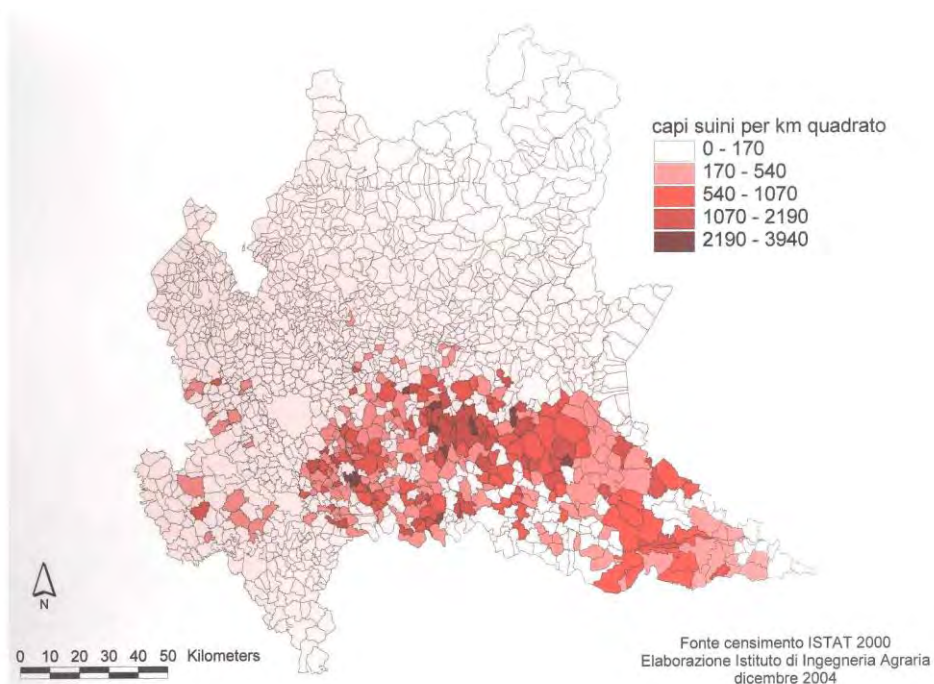 capi suini per km quadrato
0 - 170
170 - 540
540 - 1070
1070 - 2190
2190 - 3940
N
0 10 20 30 40 50 Kilometers
Fonte censimento ISTAT 2000
Elaborazione Istituto di Ingegneria Agraria
dicembre 2004